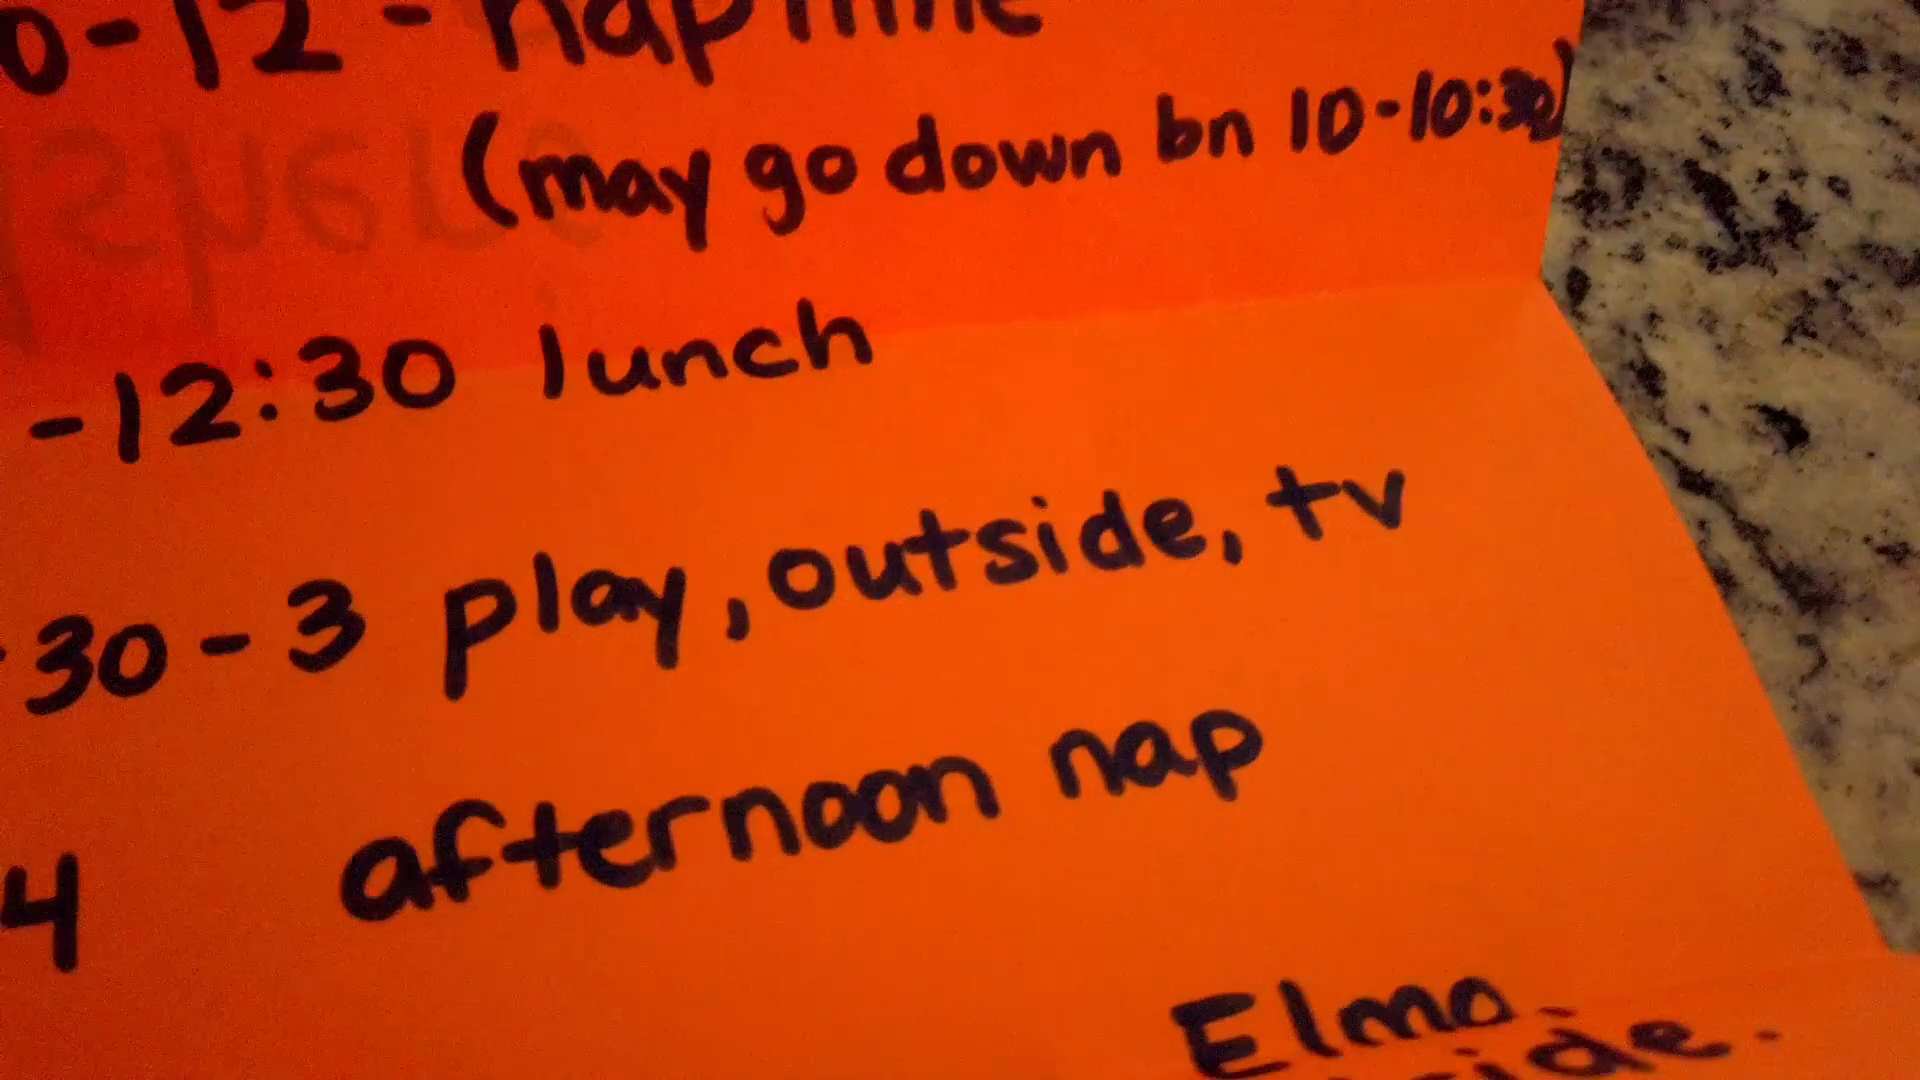 0-12 - naptime
(may go down bn 10-10:30)
-12:30 lunch
30-3 play, outside, tv
4 afternoon nap
Elmo